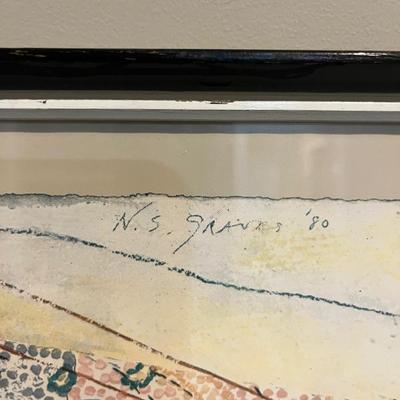 N. S. GRAVES '80